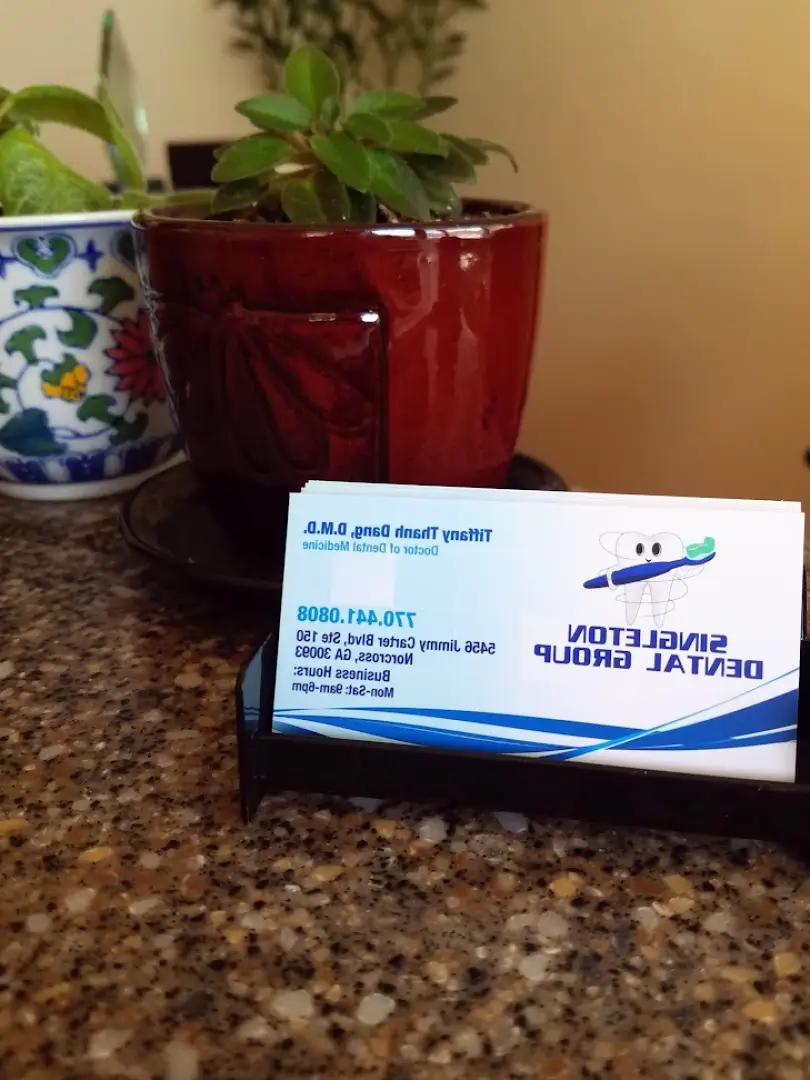 SINGLETON
DENTAL GROUP
Tiffany Thanh Dang, D.M.D.
Doctor of Dental Medicine
770.441.0808
5456 Jimmy Carter Blvd, Ste 150
Norcross, GA 30093
Business Hours:
Mon-Sat: 9am-6pm